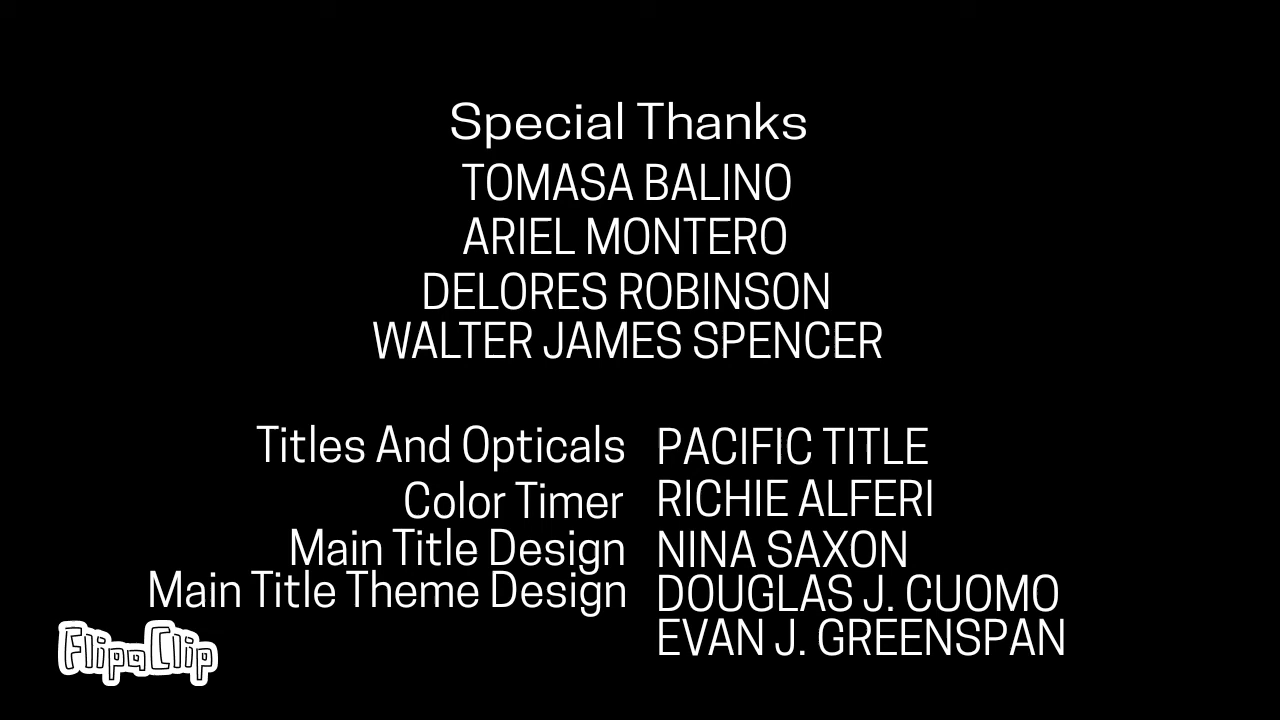 Special Thanks
TOMASA BALINO
ARIEL MONTERO
DELORES ROBINSON
WALTER JAMES SPENCER
Titles And Opticals PACIFIC TITLE
Color Timer RICHIE ALFERI
Main Title Design NINA SAXON
Main Title Theme Design DOUGLAS J. CUOMO
EVAN J. GREENSPAN
FlipaClip